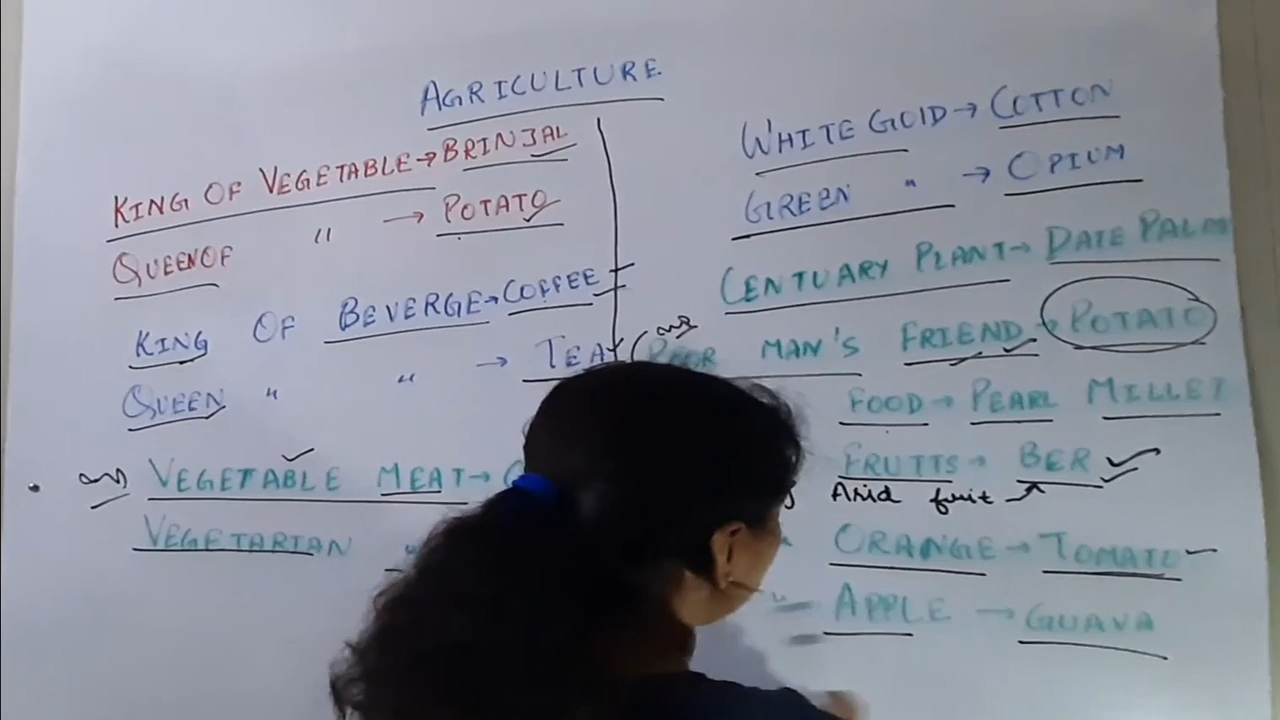 AGRICULTURE
KING OF VEGETABLE → BRINJAL
QUEEN OF " → POTATO
KING OF BEVERGE → COFFEE
QUEEN " " → TEA
VEGETABLE MEAT →
VEGETARIAN "
WHITE GOLD → COTTON
GREEN " → OPIUM
CENTUARY PLANT → DATE PALM
POOR MAN'S FRIEND → POTATO
FOOD → PEARL MILLET
FRUITS → BER
Arid fruit
ORANGE → TOMATO
" APPLE → GUAVA